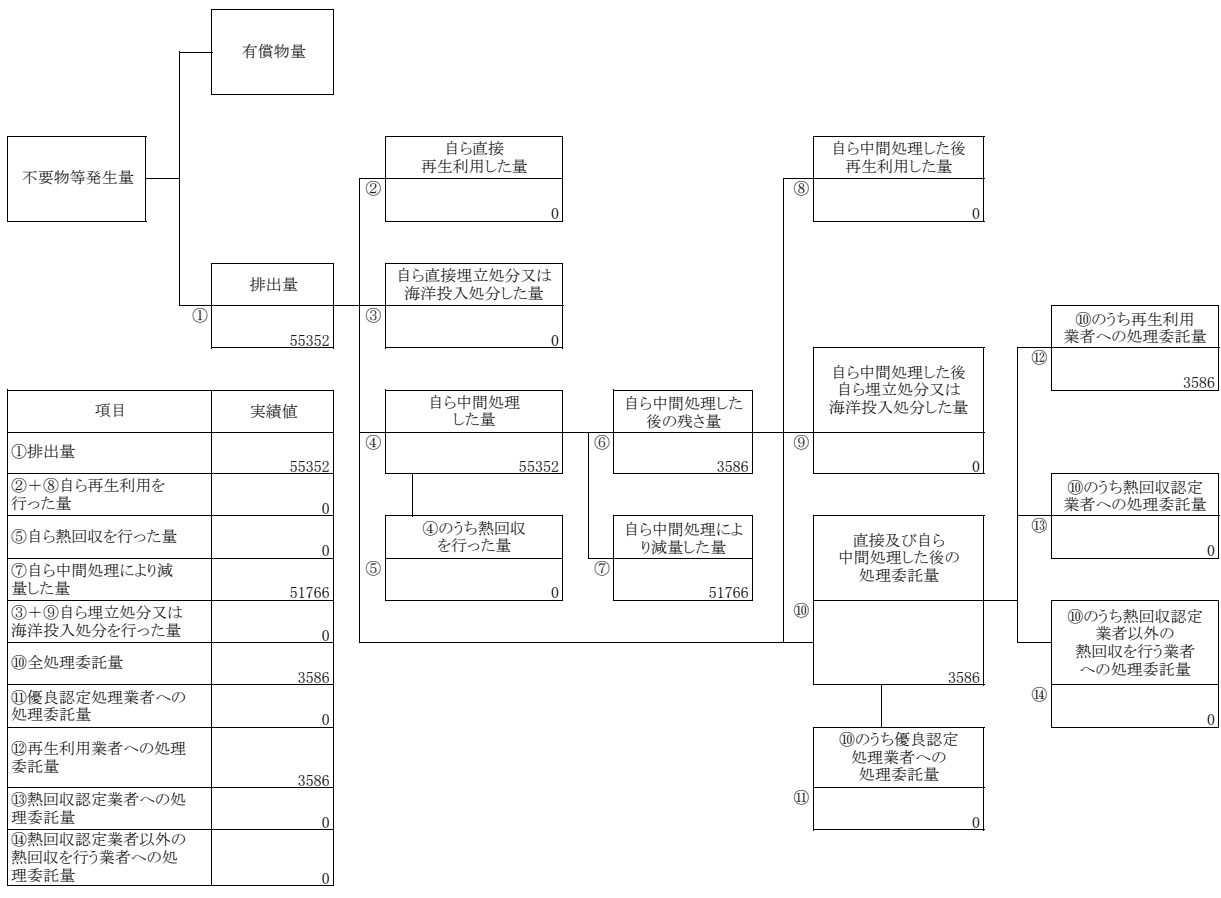 有償物量
不要物等発生量
自ら直接
再生利用した量
②
0
自ら中間処理した後
再生利用した量
⑧
0
排出量
①
55352
自ら直接埋立処分又は
海洋投入処分した量
③
0
⑩のうち再生利用
業者への処理委託量
⑫
3586
自ら中間処理した後
自ら埋立処分又は
海洋投入処分した量
⑨
0
自ら中間処理
した量
④
55352
自ら中間処理した
後の残さ量
⑥
3586
⑩のうち熱回収認定
業者への処理委託量
⑬
0
④のうち熱回収
を行った量
⑤
0
自ら中間処理によ
り減量した量
⑦
51766
直接及び自ら
中間処理した後の
処理委託量
⑩
3586
⑩のうち熱回収認定
業者以外の
熱回収を行う業者
への処理委託量
⑭
0
⑩のうち優良認定
処理業者への
処理委託量
⑪
0
項目 実績値
①排出量
55352
②＋⑧自ら再生利用を
行った量
0
⑤自ら熱回収を行った量
0
⑦自ら中間処理により減
量した量
51766
③＋⑨自ら埋立処分又は
海洋投入処分を行った量
0
⑩全処理委託量
3586
⑪優良認定処理業者への
処理委託量
0
⑫再生利用業者への処理
委託量
3586
⑬熱回収認定業者への処
理委託量
0
⑭熱回収認定業者以外の
熱回収を行う業者への処
理委託量
0